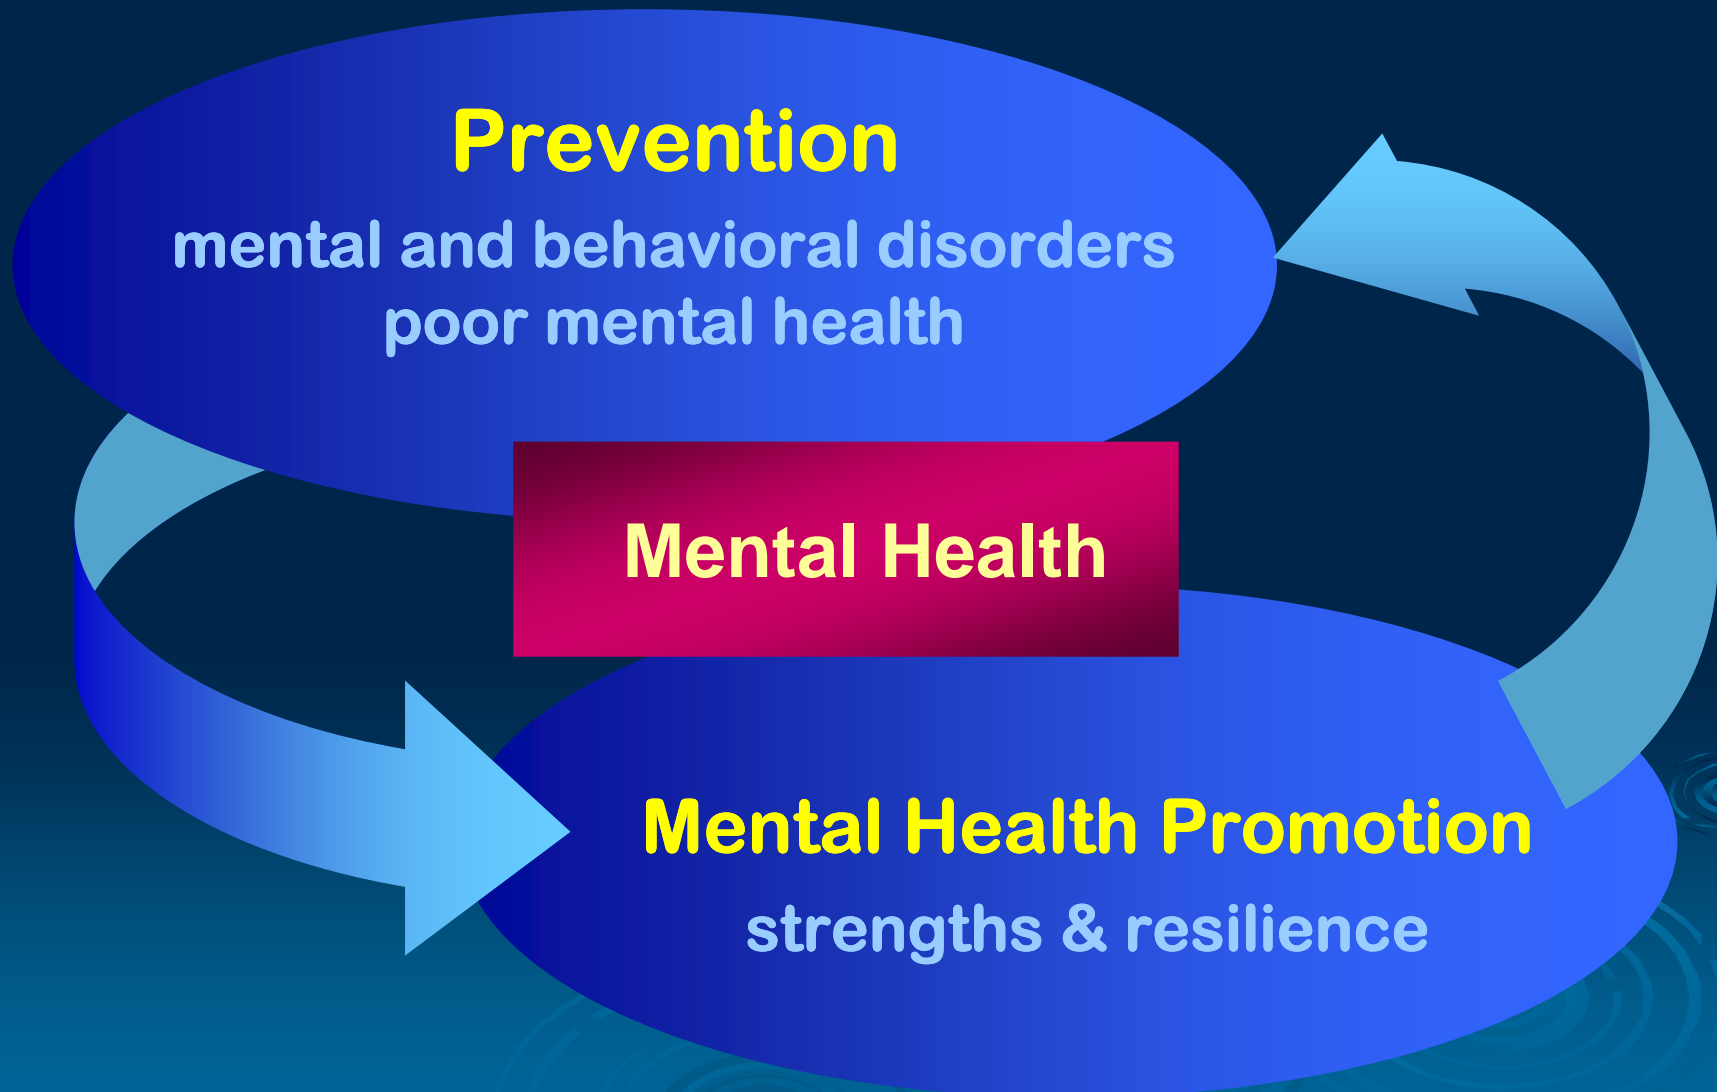 Prevention
mental and behavioral disorders
poor mental health
Mental Health
Mental Health Promotion
strengths & resilience